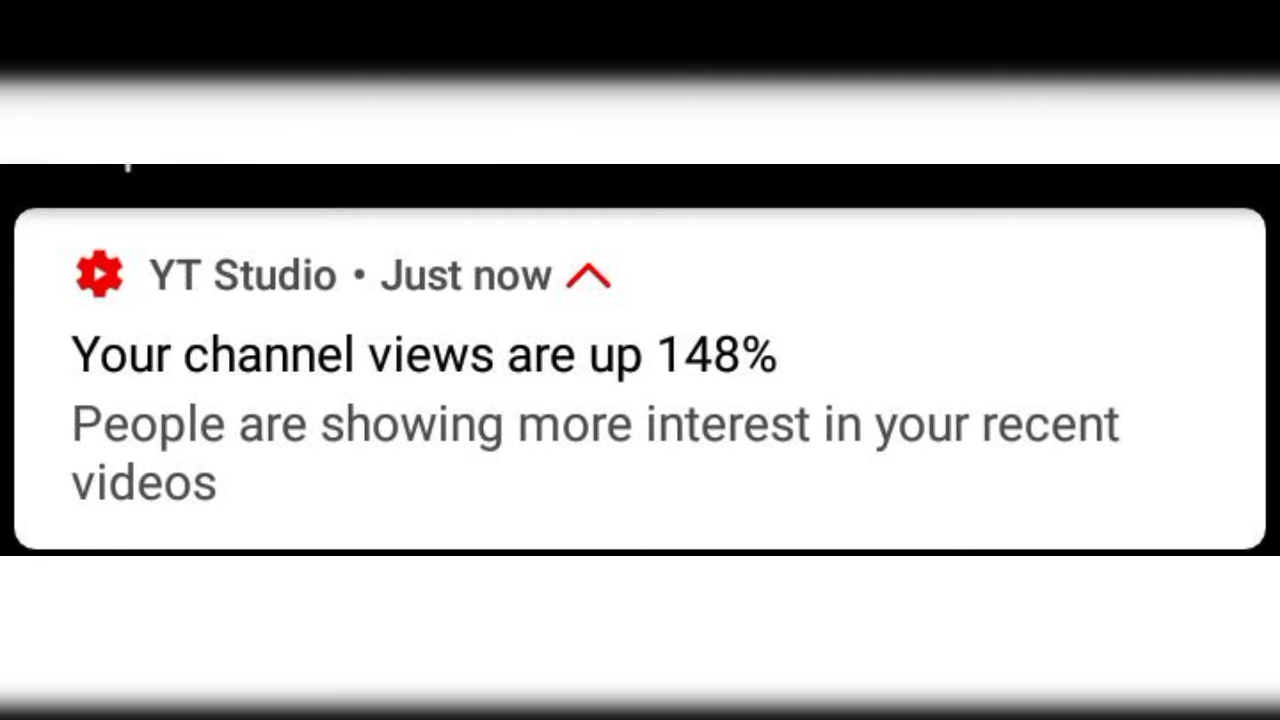 YT Studio • Just now
Your channel views are up 148%
People are showing more interest in your recent
videos